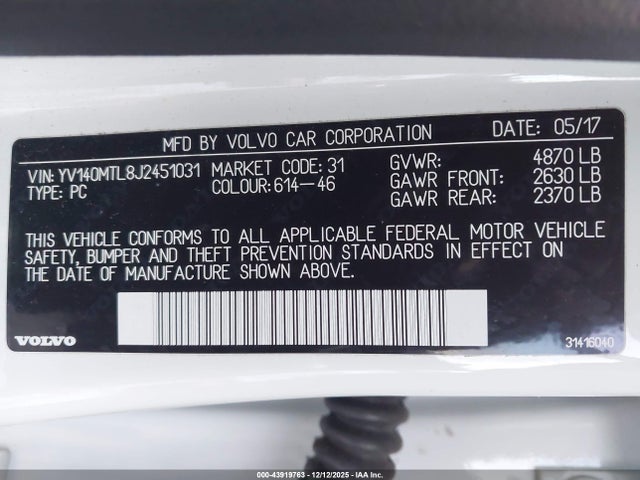 MFD BY VOLVO CAR CORPORATION DATE: 05/17
VIN: YV140MTL8J2451031 MARKET CODE: 31 GVWR: 4870 LB
TYPE: PC COLOUR: 614-46 GAWR FRONT: 2630 LB
GAWR REAR: 2370 LB
THIS VEHICLE CONFORMS TO ALL APPLICABLE FEDERAL MOTOR VEHICLE
SAFETY, BUMPER AND THEFT PREVENTION STANDARDS IN EFFECT ON
THE DATE OF MANUFACTURE SHOWN ABOVE.
VOLVO 31416040
000-43919763 - 12/12/2025 - IAA Inc.